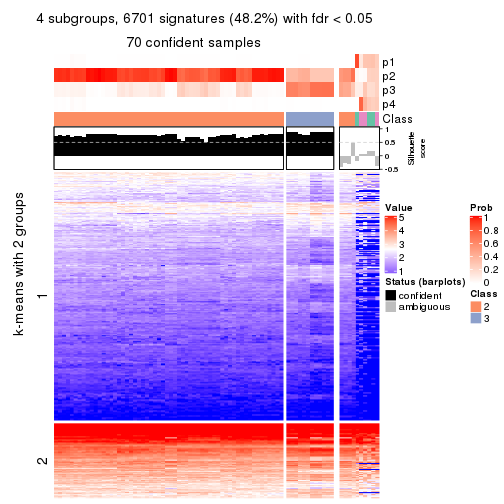 4 subgroups, 6701 signatures (48.2%) with fdr < 0.05
70 confident samples
p1
p2
p3
p4
Class
1
0.5
0
-0.5
Silhouette
score
k-means with 2 groups
1
2
Value
5
4
3
2
1
Prob
1
0.8
0.6
0.4
0.2
0
Status (barplots)
confident
ambiguous
Class
2
3